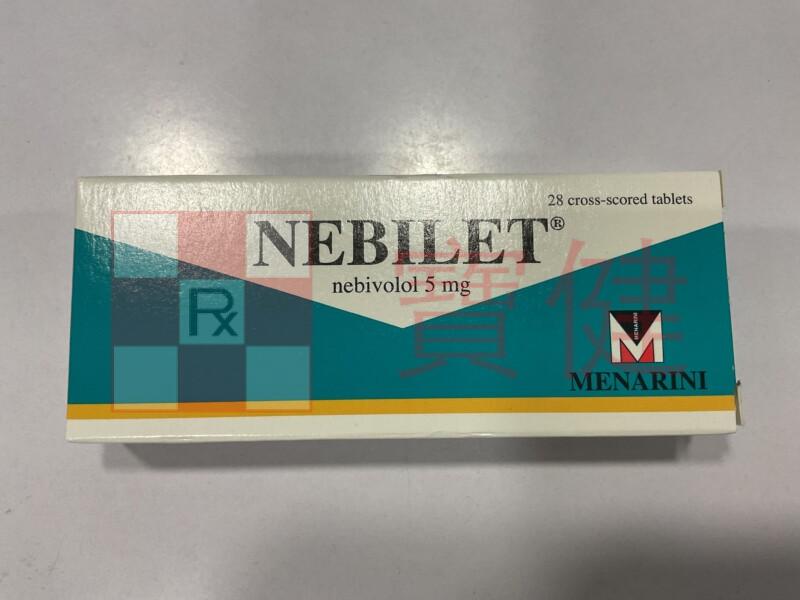 28 cross-scored tablets
NEBILET®
nebivolol 5 mg
Rx
寶健
MENARINI
M
MENARINI